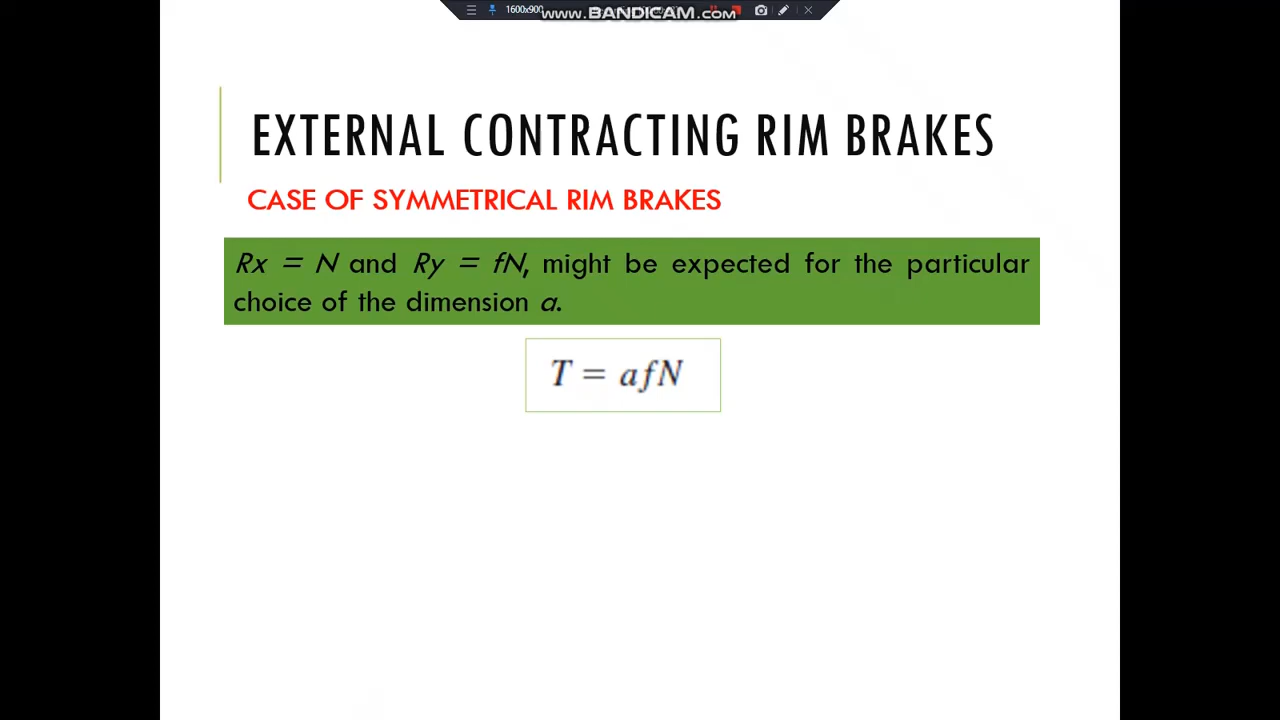 1600x900
www.BANDICAM.com
EXTERNAL CONTRACTING RIM BRAKES
CASE OF SYMMETRICAL RIM BRAKES
Rx = N and Ry = fN, might be expected for the particular
choice of the dimension a.
T = afN